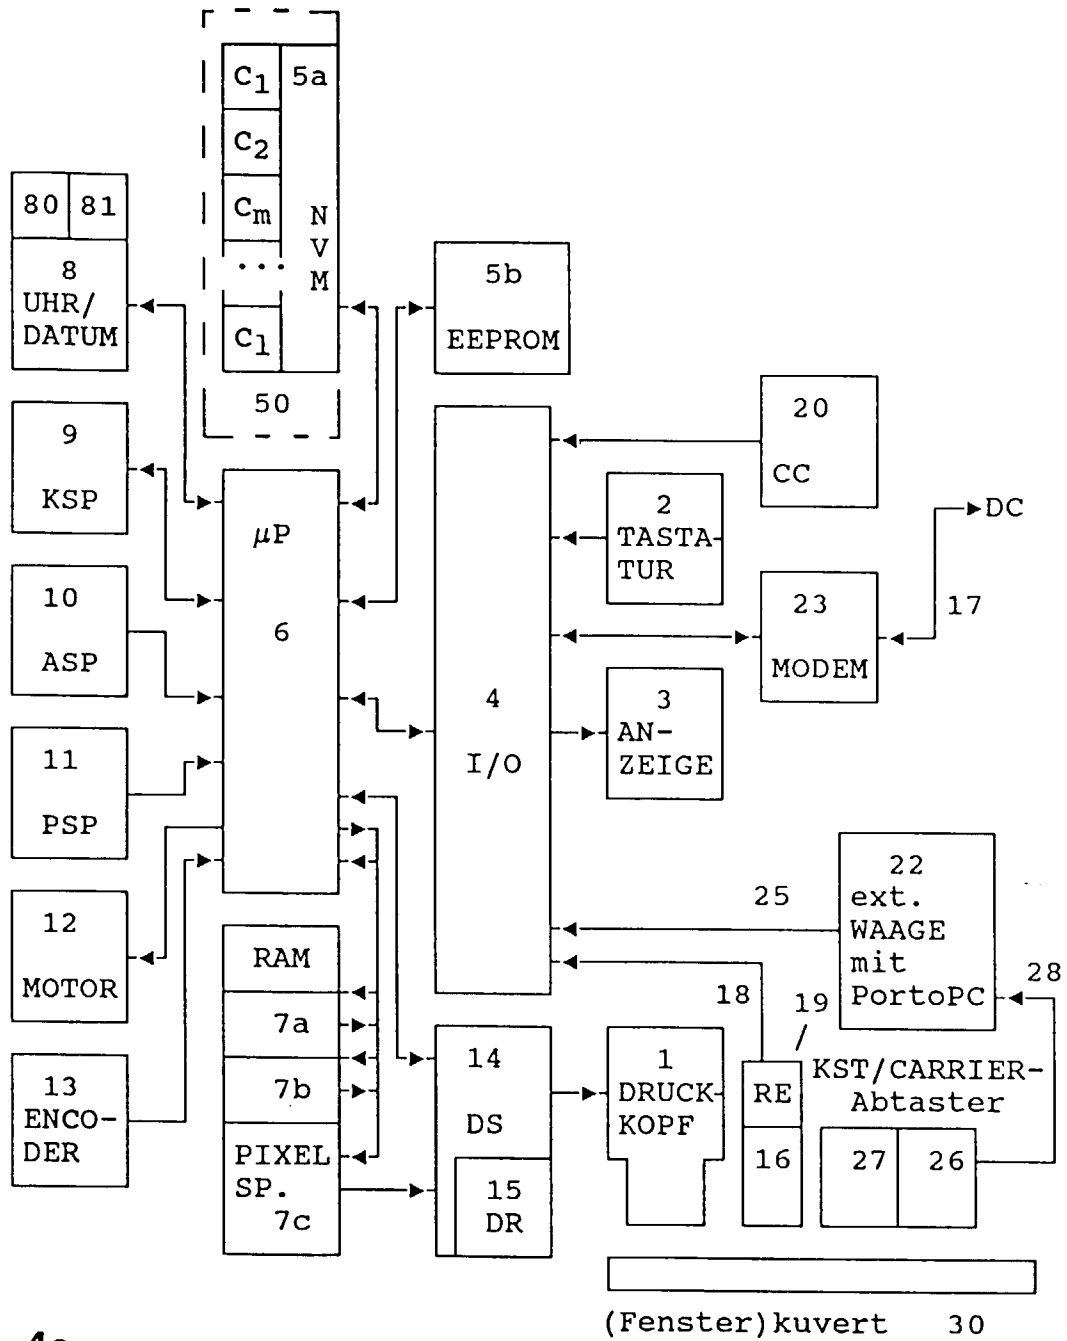 C1 5a
C2
Cm
NVM
...
C1
50
80 81
8
UHR/
DATUM
5b
EEPROM
9
KSP
20
CC
µP
6
2
TASTA-
TUR
DC
17
10
ASP
23
MODEM
4
I/O
3
AN-
ZEIGE
11
PSP
22
ext.
WAAGE
mit
PortoPC
25
28
12
MOTOR
RAM
7a
7b
PIXEL
SP.
7c
18
19
13
ENCO-
DER
14
DS
15
DR
1
DRUCK-
KOPF
RE
16
KST/CARRIER-
Abtaster
27 26
(Fenster)kuvert 30